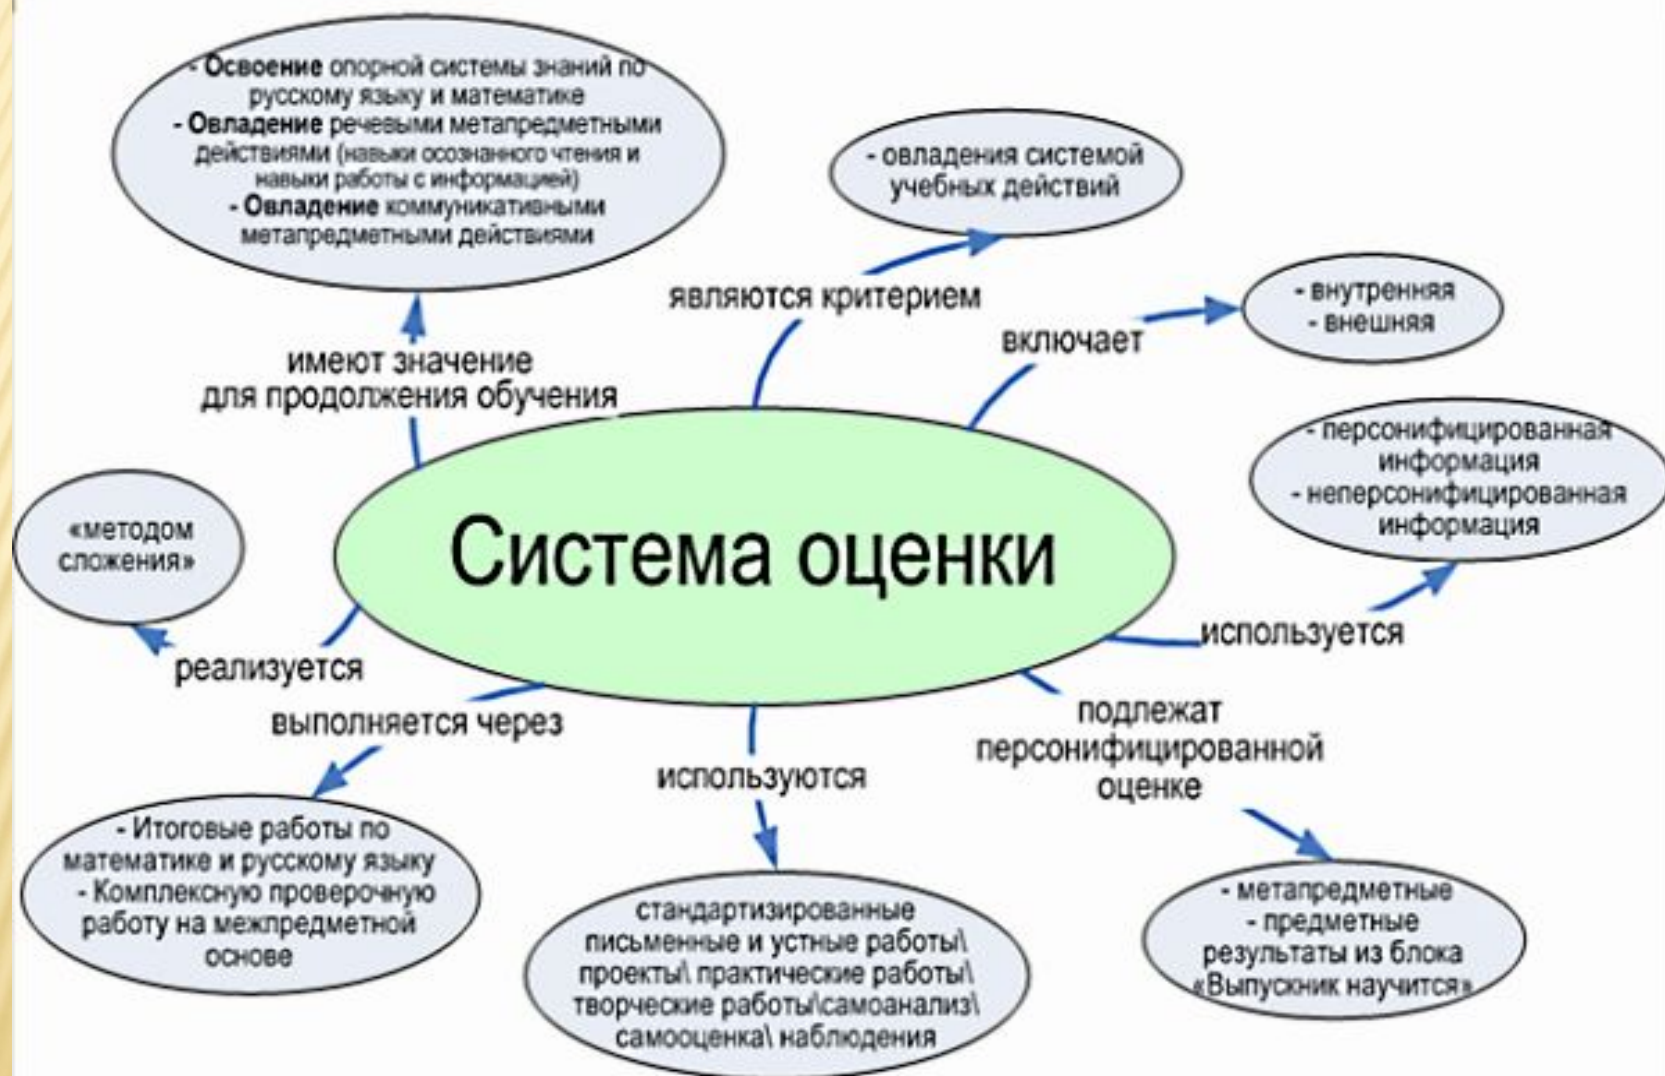 - Освоение опорной системы знаний по
русскому языку и математике
- Овладение речевыми метапредметными
действиями (навыки осознанного чтения и
навыки работы с информацией)
- Овладение коммуникативными
метапредметными действиями
имеют значение
для продолжения обучения
- овладения системой
учебных действий
являются критерием
- внутренняя
- внешняя
включает
- персонифицированная
информация
- неперсонифицированная
информация
используется
Система оценки
«методом
сложения»
реализуется
выполняется через
- Итоговые работы по
математике и русскому языку
- Комплексную проверочную
работу на межпредметной
основе
используются
стандартизированные
письменные и устные работы\
проекты\ практические работы\
творческие работы\самоанализ\
самооценка\ наблюдения
подлежат
персонифицированной
оценке
- метапредметные
- предметные
результаты из блока
«Выпускник научится»